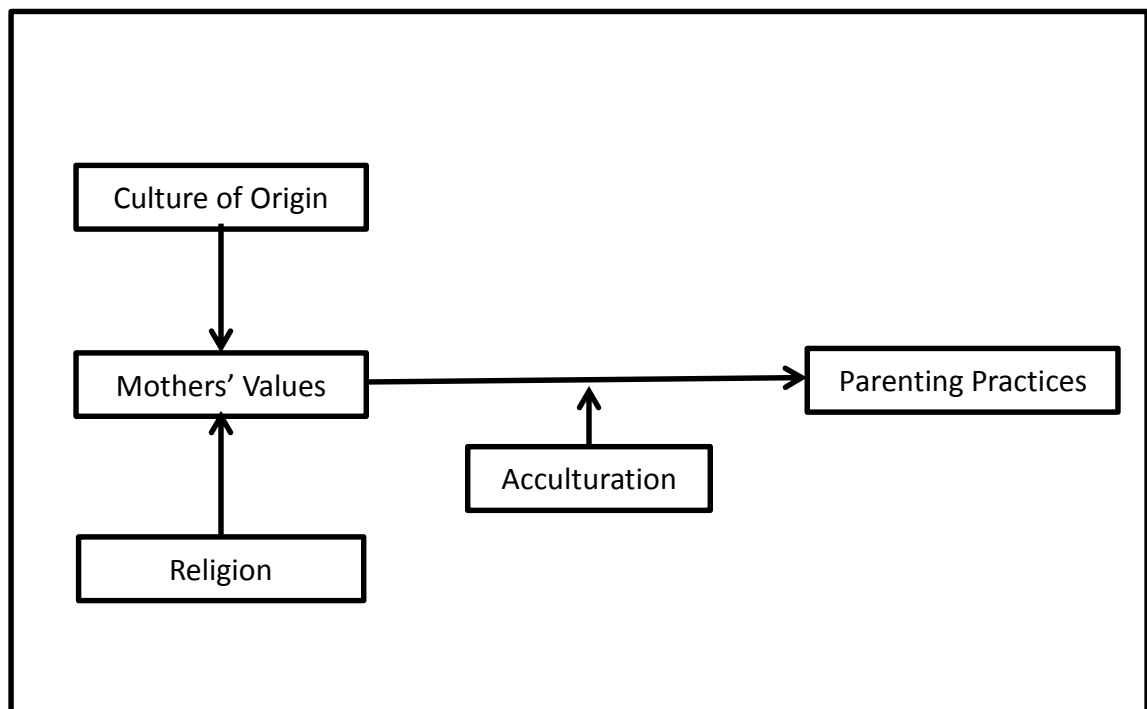 Culture of Origin
Mothers’ Values
Parenting Practices
Acculturation
Religion